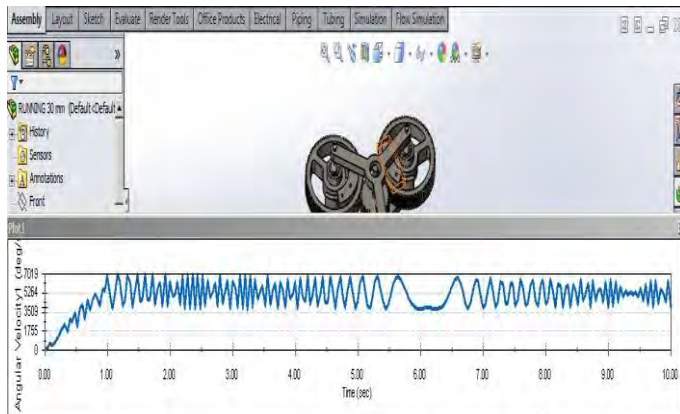 Assembly Layout Sketch Evaluate Render Tools Office Products Electrical Piping Tubing Simulation Flow Simulation
»
RUNNING 30 mm (Default<Default
History
Sensors
Annotations
Front
Plot1
Angular Velocity1 (deg/
7019
5264
3509
1755
0
0.00 1.00 2.00 3.00 4.00 5.00 6.00 7.00 8.00 9.00 10.00
Time (sec)